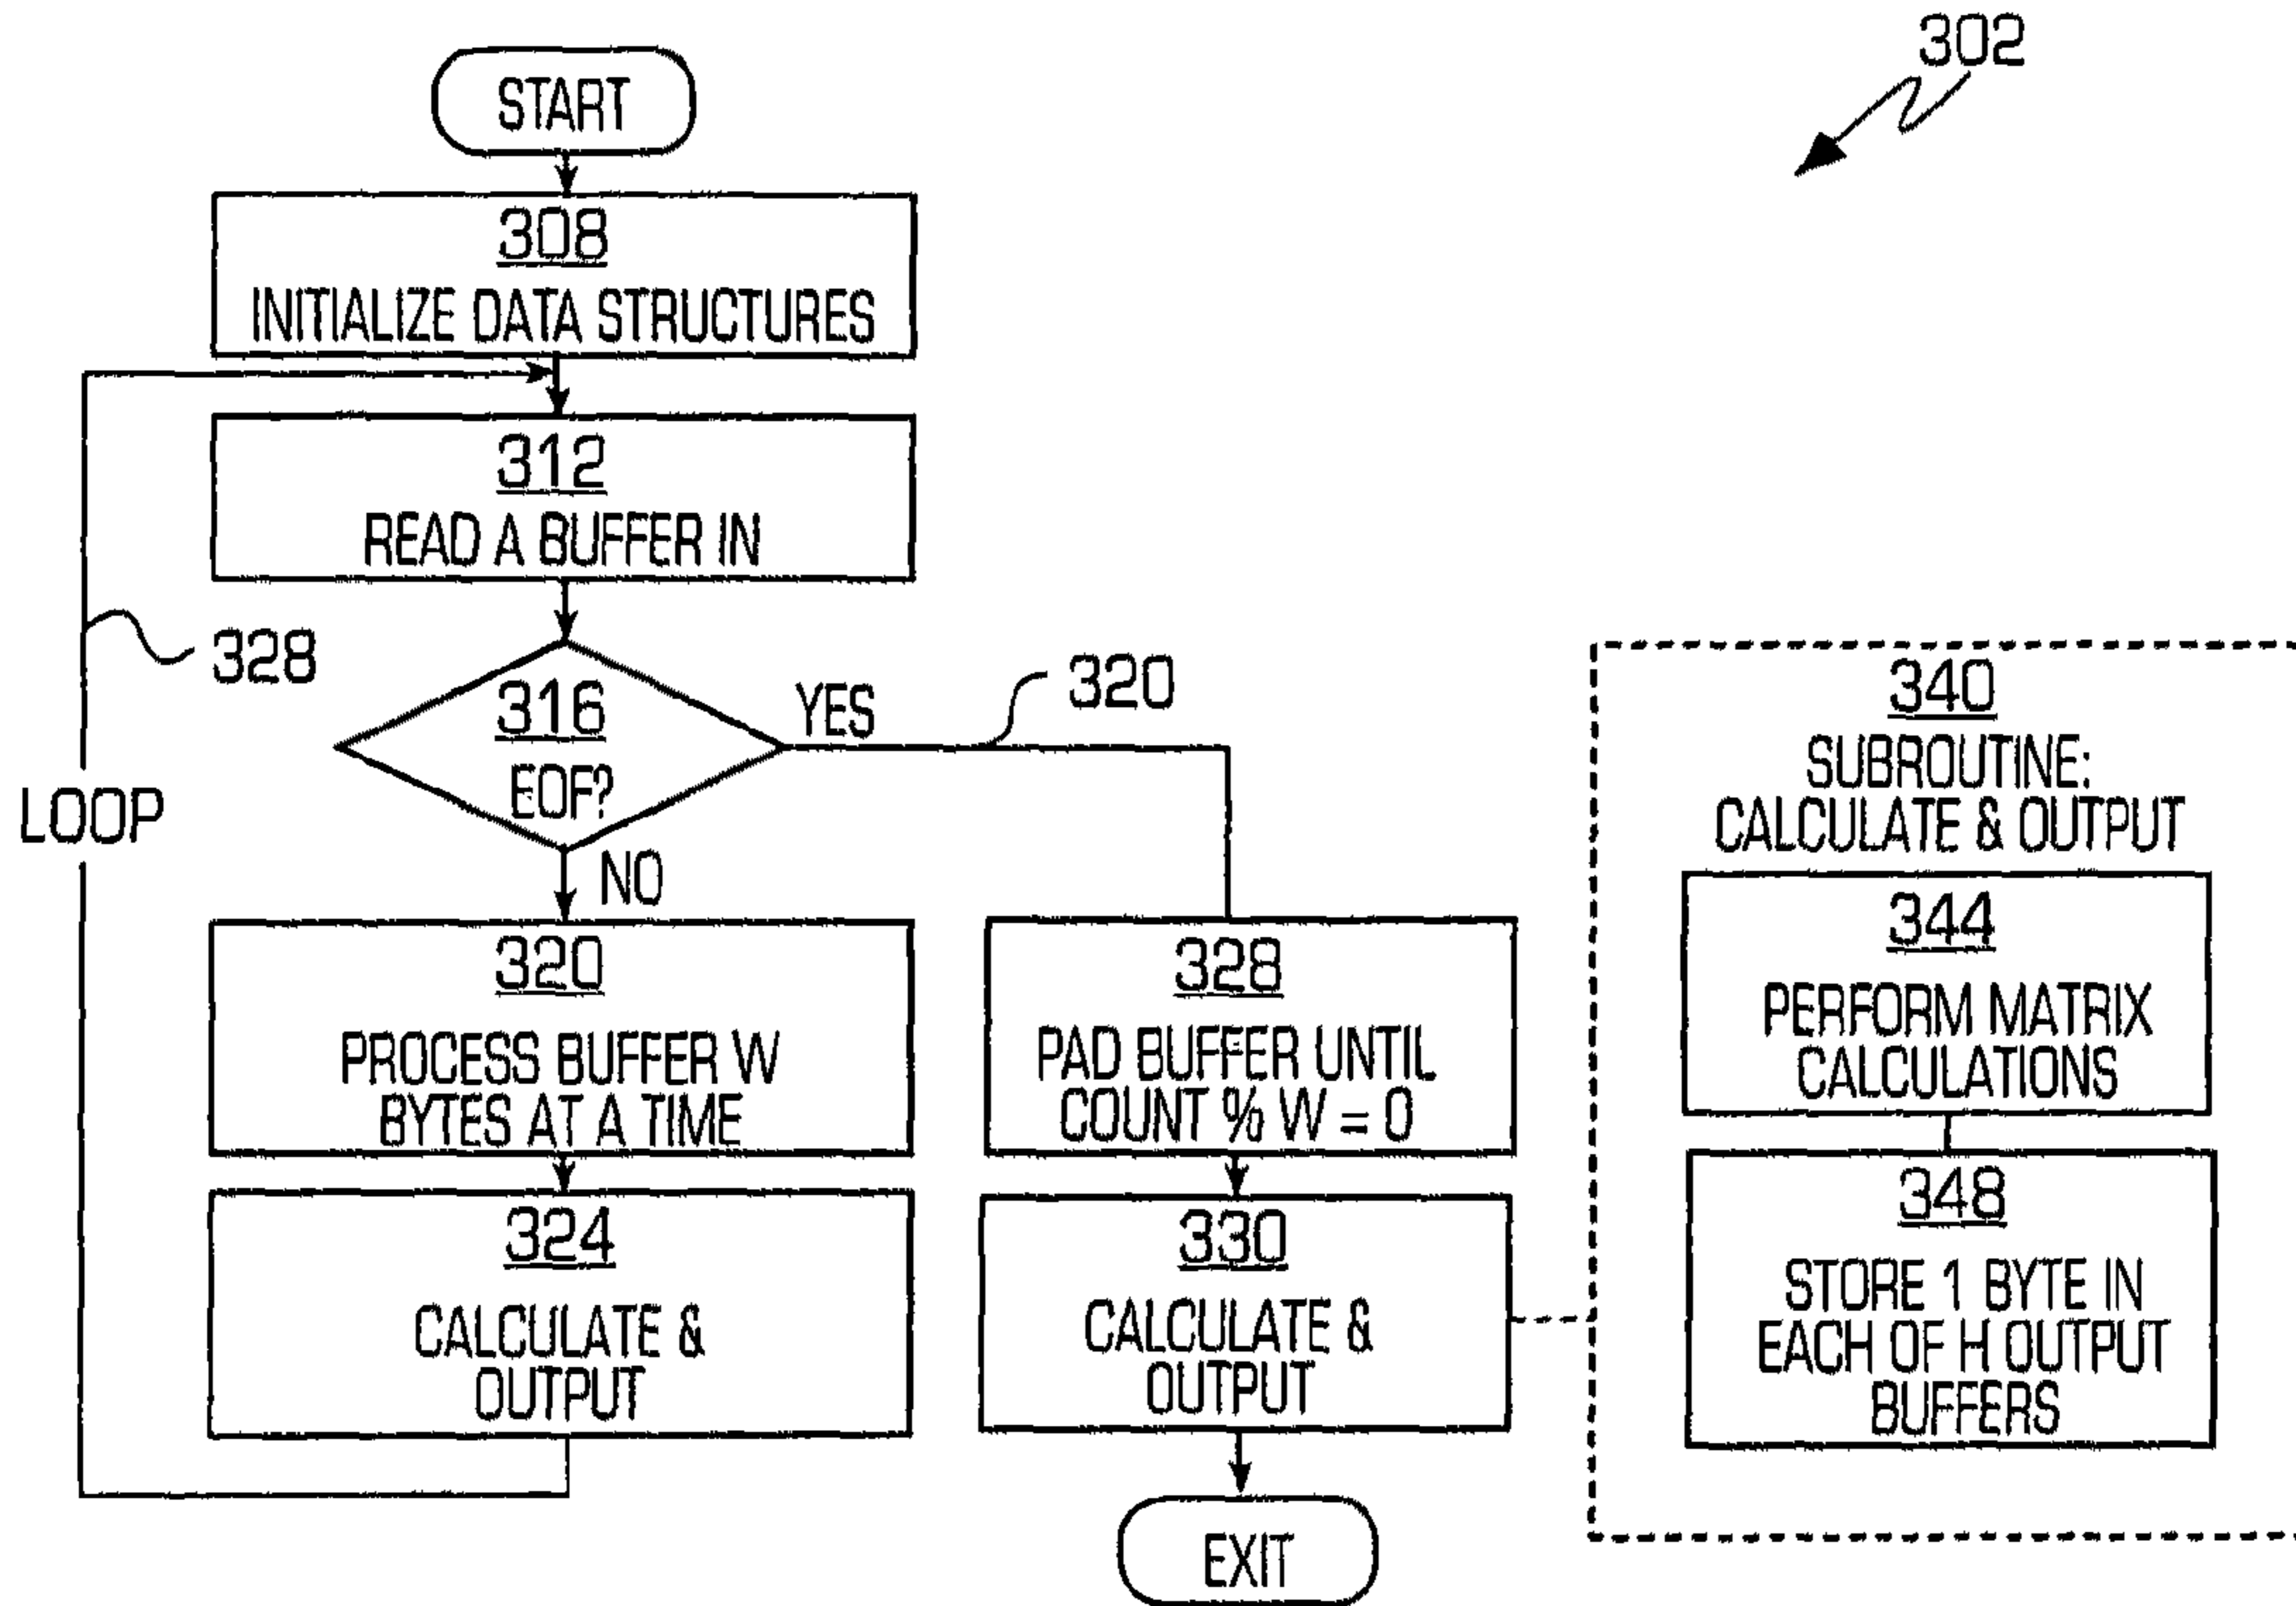 302
START
308
INITIALIZE DATA STRUCTURES
312
READ A BUFFER IN
328
316
EOF?
YES
320
NO
LOOP
320
PROCESS BUFFER W
BYTES AT A TIME
324
CALCULATE &
OUTPUT
328
PAD BUFFER UNTIL
COUNT % W = 0
330
CALCULATE &
OUTPUT
EXIT
340
SUBROUTINE:
CALCULATE & OUTPUT
344
PERFORM MATRIX
CALCULATIONS
348
STORE 1 BYTE IN
EACH OF H OUTPUT
BUFFERS